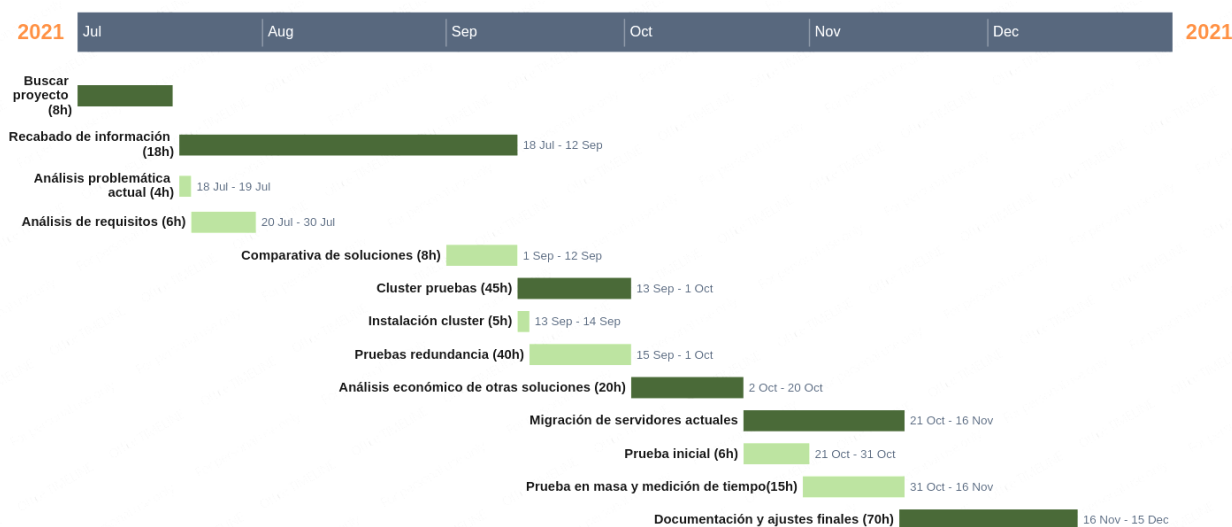 2021 Jul Aug Sep Oct Nov Dec 2021
Buscar
proyecto
(8h)
Recabado de información
(18h)
18 Jul - 12 Sep
Análisis problemática
actual (4h)
18 Jul - 19 Jul
Análisis de requisitos (6h) 20 Jul - 30 Jul
Comparativa de soluciones (8h) 1 Sep - 12 Sep
Cluster pruebas (45h) 13 Sep - 1 Oct
Instalación cluster (5h) 13 Sep - 14 Sep
Pruebas redundancia (40h) 15 Sep - 1 Oct
Análisis económico de otras soluciones (20h) 2 Oct - 20 Oct
Migración de servidores actuales 21 Oct - 16 Nov
Prueba inicial (6h) 21 Oct - 31 Oct
Prueba en masa y medición de tiempo(15h) 31 Oct - 16 Nov
Documentación y ajustes finales (70h) 16 Nov - 15 Dec